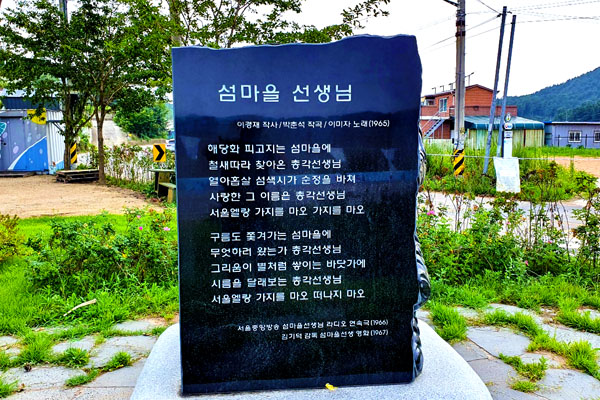 섬마을 선생님
이경재 작사/박춘석 작곡/이미자 노래(1965)
해당화 피고지는 섬마을에
철새따라 찾아온 총각선생님
열아홉살 섬색시가 순정을 바쳐
사랑한 그 이름은 총각선생님
서울엘랑 가지를 마오 가지를 마오
구름도 쫓겨가는 섬마을에
무엇하러 왔는가 총각선생님
그리움이 별처럼 쌓이는 바닷가에
시름을 달래보는 총각선생님
서울엘랑 가지를 마오 떠나지 마오
서울중앙방송 섬마을선생님 라디오 연속극(1966)
김기덕 감독 섬마을선생 영화(1967)